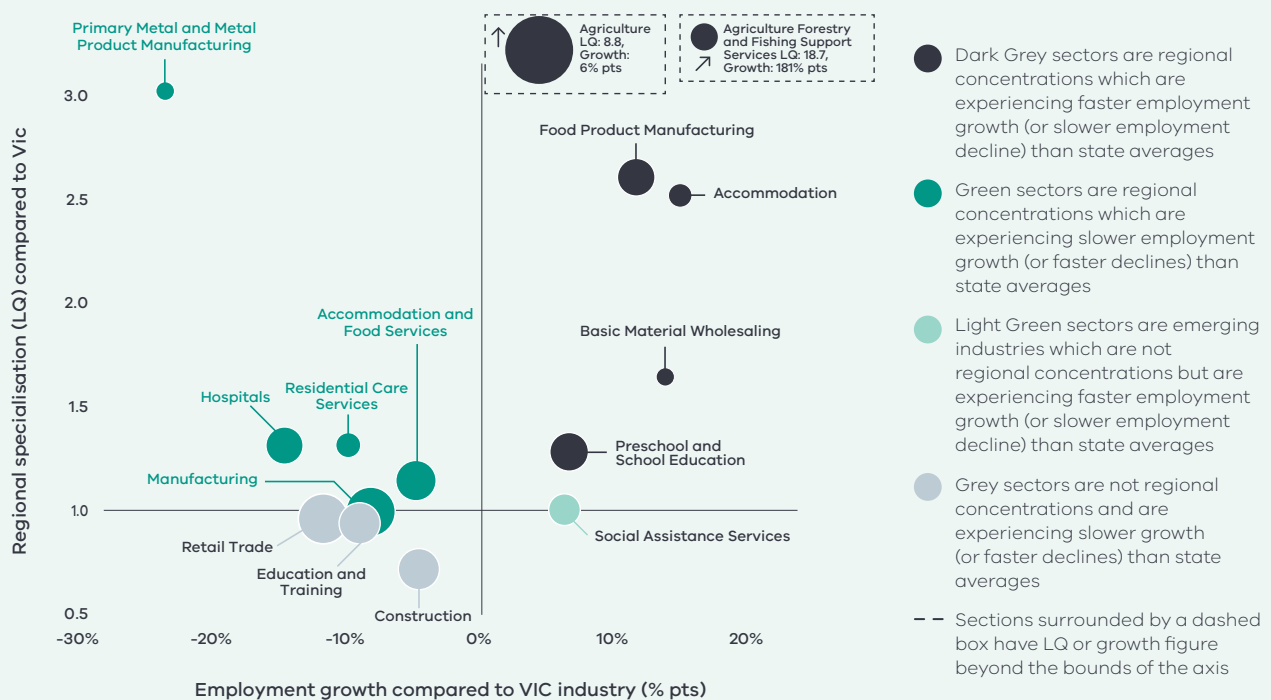 Primary Metal and Metal
Product Manufacturing
Agriculture
LQ: 8.8,
Growth:
6% pts
Agriculture Forestry
and Fishing Support
Services LQ: 18.7,
Growth: 181% pts
Food Product Manufacturing
Accommodation
Accommodation and
Food Services
Basic Material Wholesaling
Hospitals
Residential Care
Services
Preschool and
School Education
Manufacturing
Retail Trade
Social Assistance Services
Education and
Training
Construction
Regional specialisation (LQ) compared to Vic
3.0
2.5
2.0
1.5
1.0
0.5
-30%
-20%
-10%
0%
10%
20%
Employment growth compared to VIC industry (% pts)
Dark Grey sectors are regional
concentrations which are
experiencing faster employment
growth (or slower employment
decline) than state averages
Green sectors are regional
concentrations which are
experiencing slower employment
growth (or faster declines) than
state averages
Light Green sectors are emerging
industries which are not
regional concentrations but are
experiencing faster employment
growth (or slower employment
decline) than state averages
Grey sectors are not regional
concentrations and are
experiencing slower growth
(or faster declines) than state
averages
Sections surrounded by a dashed
box have LQ or growth figure
beyond the bounds of the axis